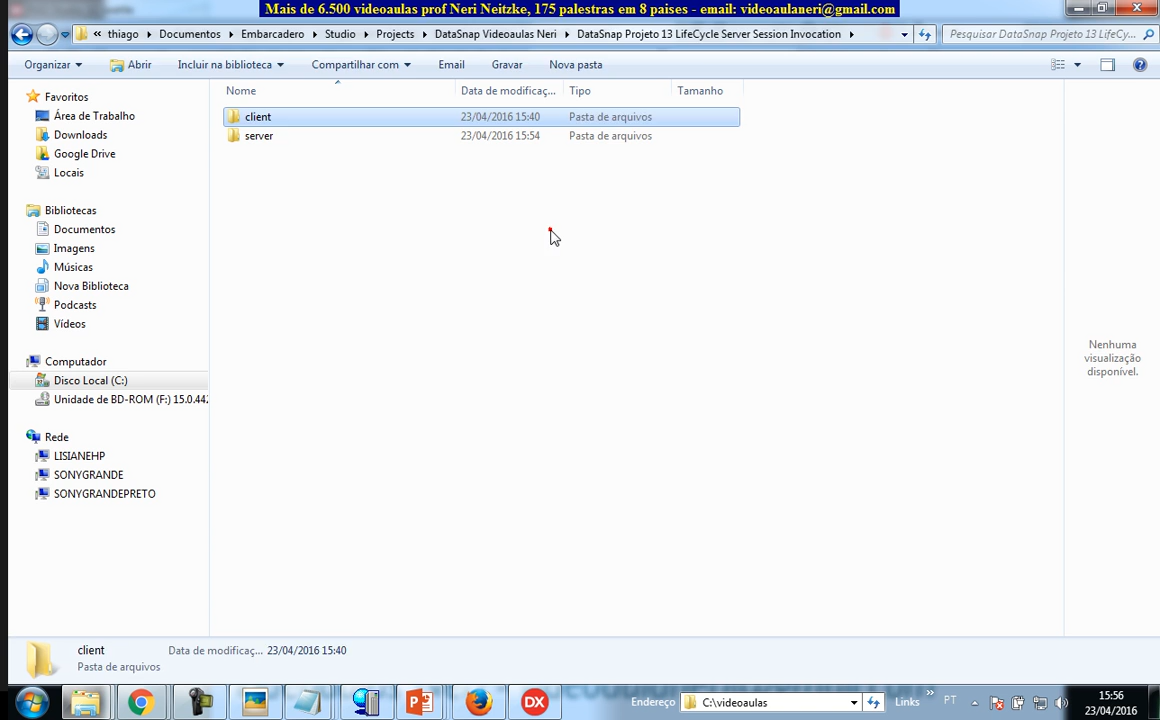 Mais de 6.500 videoaulas prof Neri Neitzke, 175 palestras em 8 paises - email: videoaulaneri@gmail.com
« thiago Documentos Embarcadero Studio Projects DataSnap Videoaulas Neri DataSnap Projeto 13 LifeCycle Server Session Invocation
Pesquisar DataSnap Projeto 13 LifeCy...
Organizar Abrir Incluir na biblioteca Compartilhar com Email Gravar Nova pasta
Nome Data de modificaç... Tipo Tamanho
client 23/04/2016 15:40 Pasta de arquivos
server 23/04/2016 15:54 Pasta de arquivos
Favoritos
Área de Trabalho
Downloads
Google Drive
Locais
Bibliotecas
Documentos
Imagens
Músicas
Nova Biblioteca
Podcasts
Vídeos
Computador
Disco Local (C:)
Unidade de BD-ROM (F:) 15.0.442
Rede
LISIANEHP
SONYGRANDE
SONYGRANDEPRETO
Nenhuma
visualização
disponível.
client Data de modificaç... 23/04/2016 15:40
Pasta de arquivos
DX Endereço C:\videoaulas Links » PT 15:56
23/04/2016